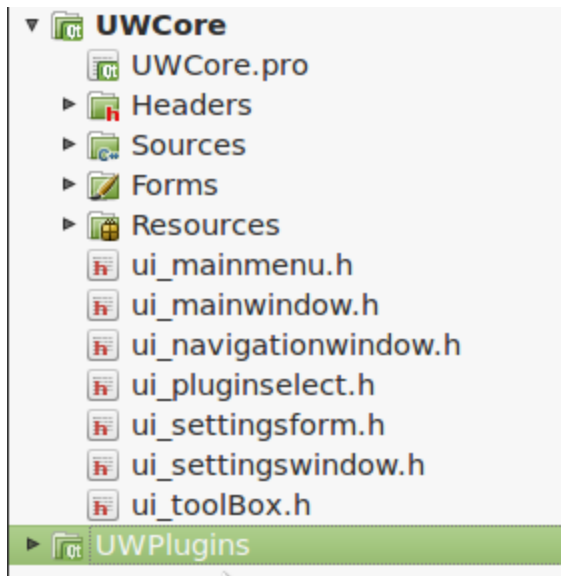 UWCore
UWCore.pro
Headers
Sources
Forms
Resources
ui_mainmenu.h
ui_mainwindow.h
ui_navigationwindow.h
ui_pluginselect.h
ui_settingsform.h
ui_settingswindow.h
ui_toolBox.h
UWPlugins